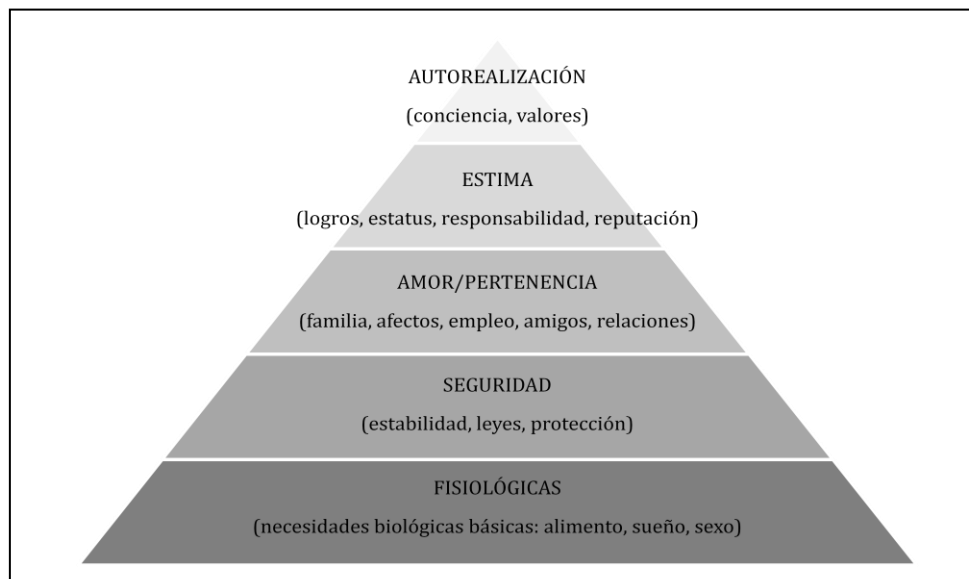 AUTOREALIZACIÓN
(conciencia, valores)
ESTIMA
(logros, estatus, responsabilidad, reputación)
AMOR/PERTENENCIA
(familia, afectos, empleo, amigos, relaciones)
SEGURIDAD
(estabilidad, leyes, protección)
FISIOLÓGICAS
(necesidades biológicas básicas: alimento, sueño, sexo)